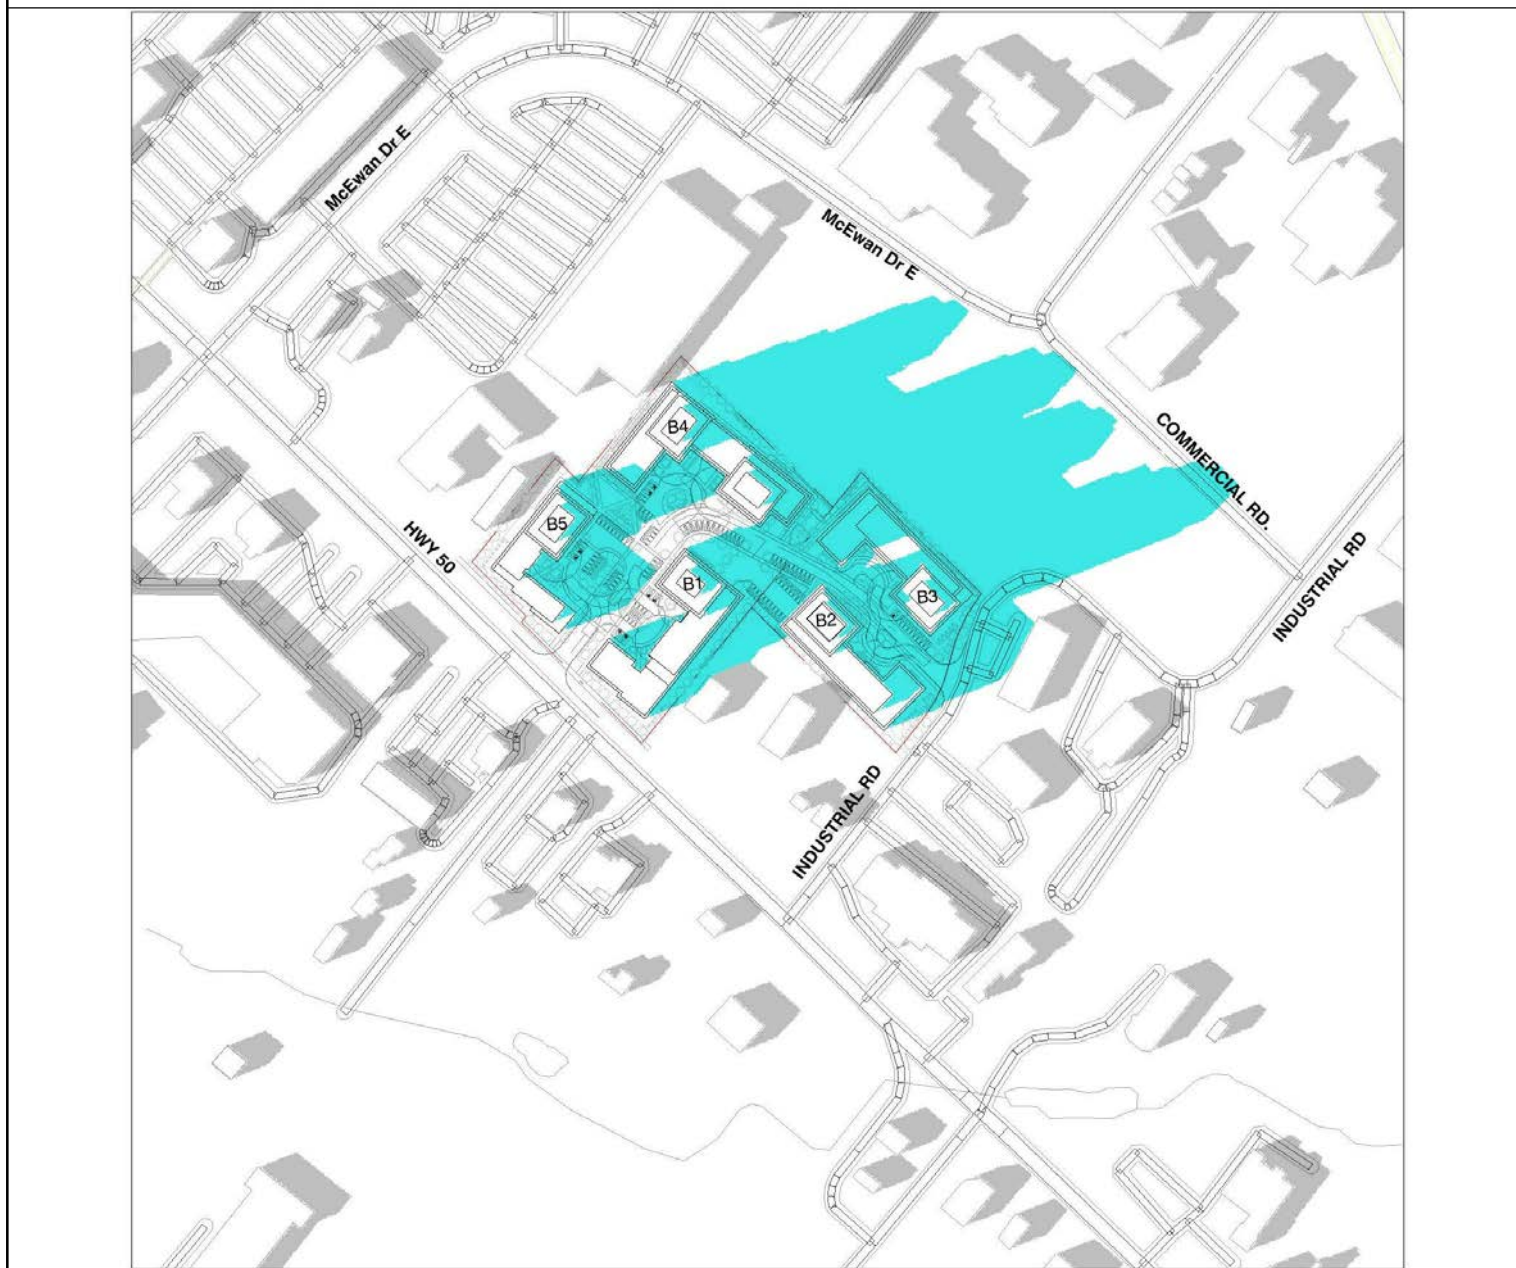 McEwan Dr E
McEwan Dr E
COMMERCIAL RD.
B4
B5
HWY 50
B1
B3
B2
INDUSTRIAL RD
INDUSTRIAL RD